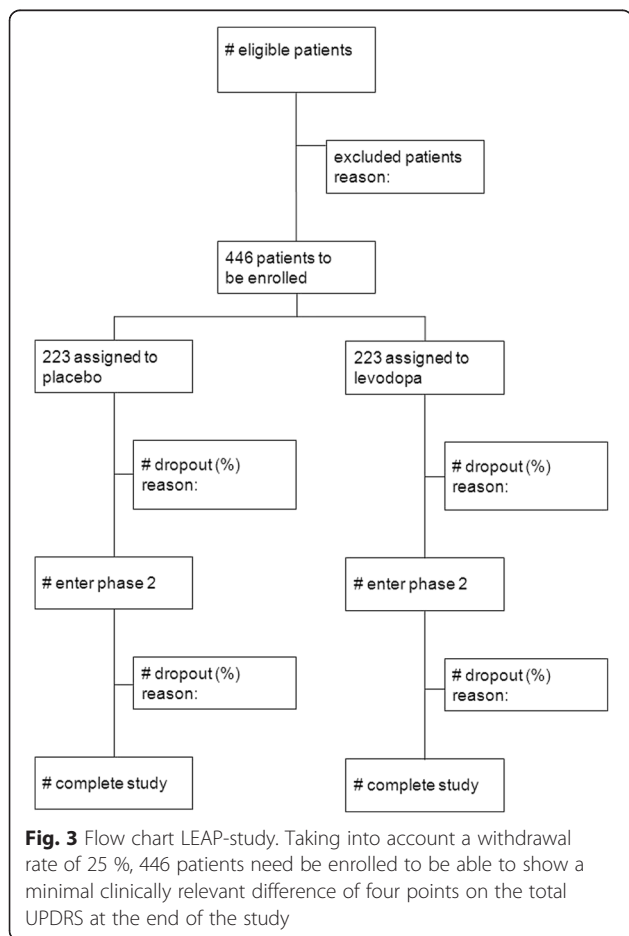 # eligible patients
excluded patients
reason:
446 patients to
be enrolled
223 assigned to
placebo
223 assigned to
levodopa
# dropout (%)
reason:
# dropout (%)
reason:
# enter phase 2
# enter phase 2
# dropout (%)
reason:
# dropout (%)
reason:
# complete study
# complete study
Fig. 3 Flow chart LEAP-study. Taking into account a withdrawal
rate of 25 %, 446 patients need be enrolled to be able to show a
minimal clinically relevant difference of four points on the total
UPDRS at the end of the study